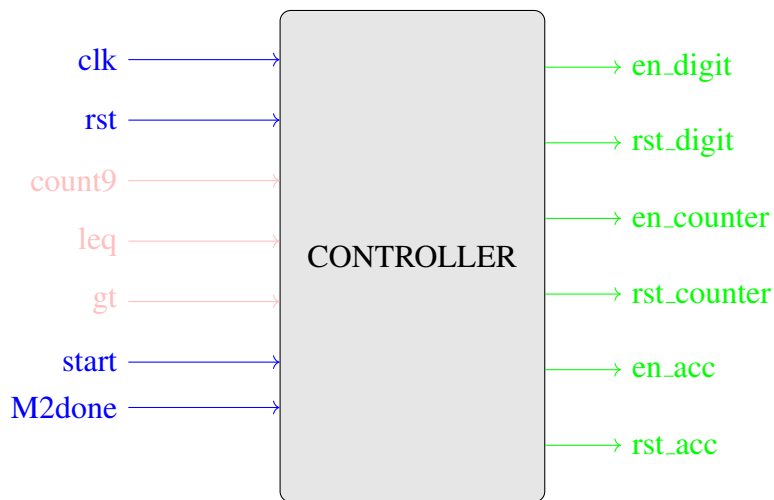 clk
rst
count9
leq
gt
start
M2done
CONTROLLER
en_digit
rst_digit
en_counter
rst_counter
en_acc
rst_acc